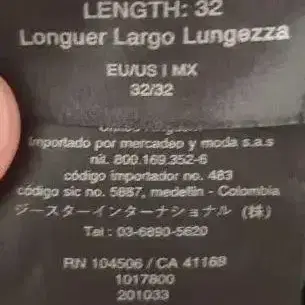 LENGTH: 32
Longuer Largo Lungezza
EU/US | MX
32/32
Importado por mercadeo y moda s.a.s
nit. 800.169.352-6
código importador no. 483
código sic no. 5887, medellin - Colombia
ジースターインターナショナル (株)
Tel : 03-6890-5620
RN 104506 / CA 41169
1017800
201033